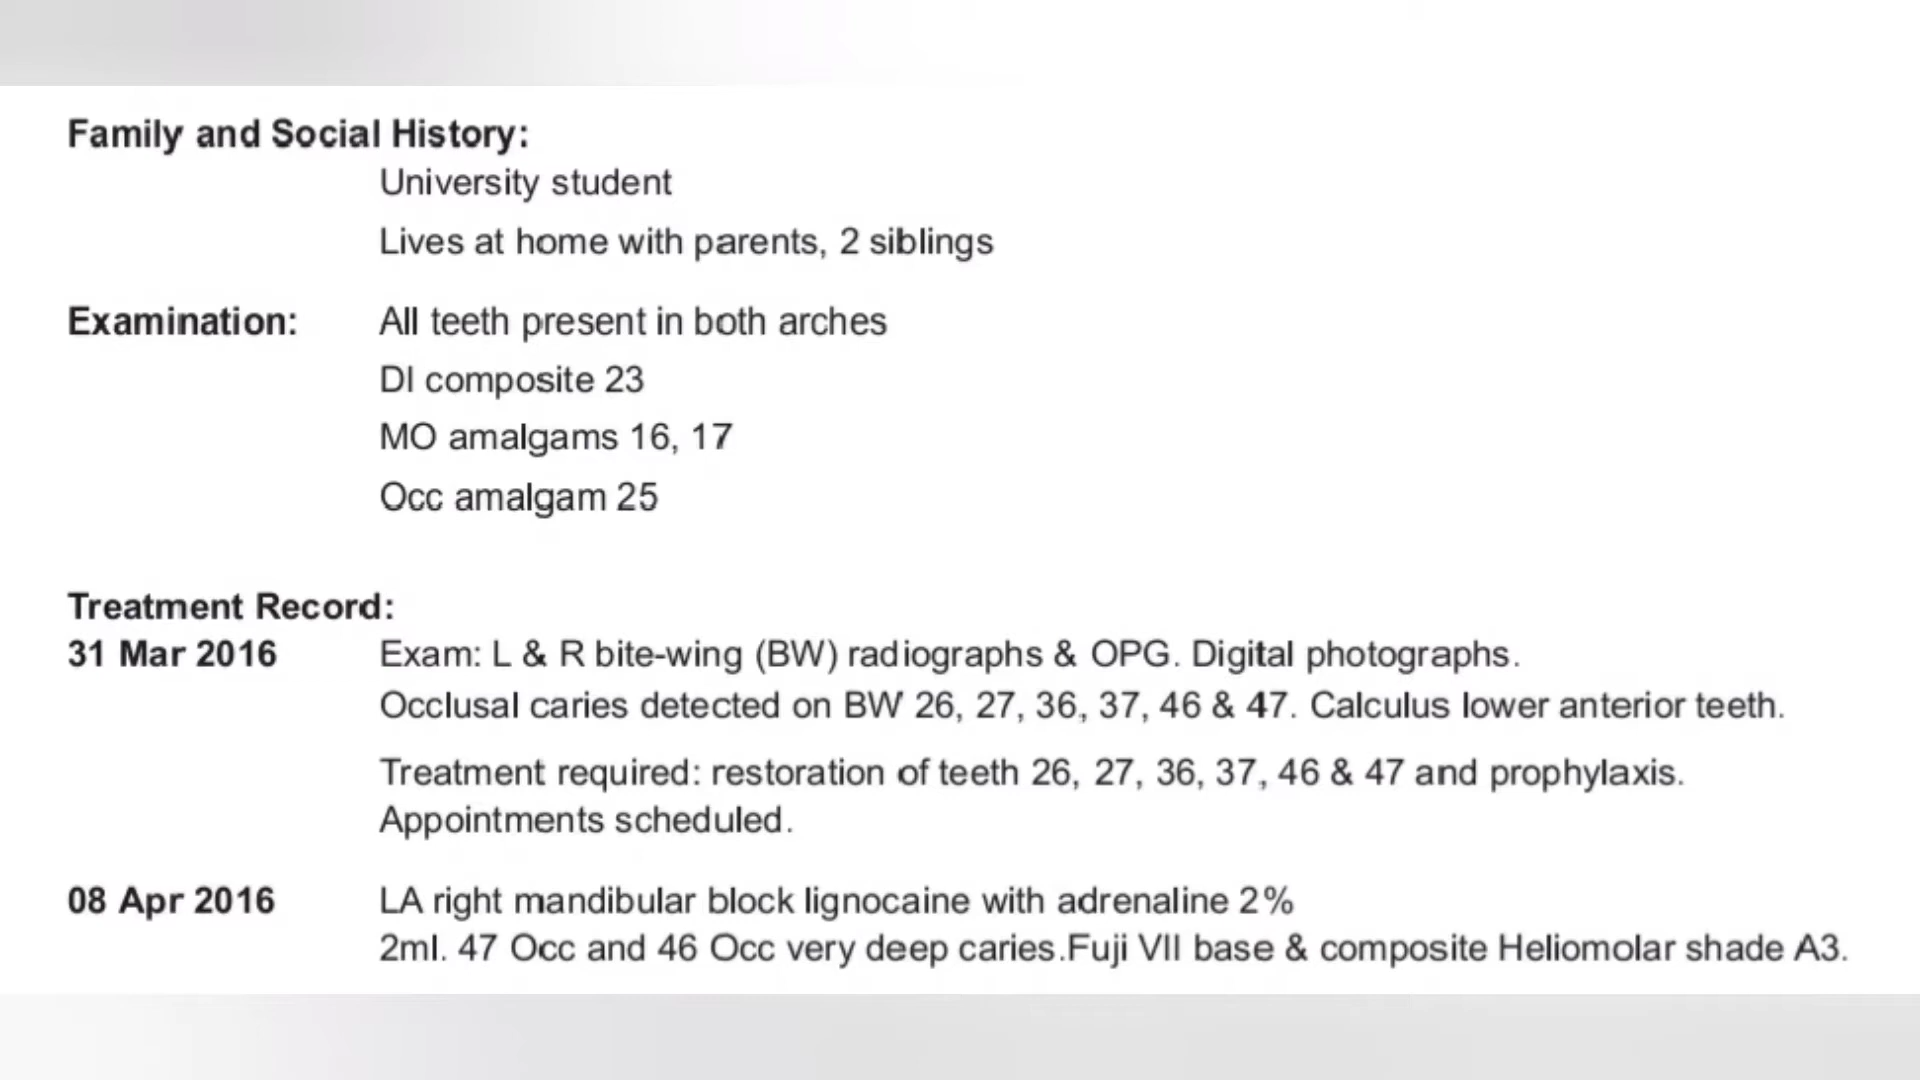 Family and Social History:
University student
Lives at home with parents, 2 siblings
Examination: All teeth present in both arches
DI composite 23
MO amalgams 16, 17
Occ amalgam 25
Treatment Record:
31 Mar 2016 Exam: L & R bite-wing (BW) radiographs & OPG. Digital photographs.
Occlusal caries detected on BW 26, 27, 36, 37, 46 & 47. Calculus lower anterior teeth.
Treatment required: restoration of teeth 26, 27, 36, 37, 46 & 47 and prophylaxis.
Appointments scheduled.
08 Apr 2016 LA right mandibular block lignocaine with adrenaline 2%
2ml. 47 Occ and 46 Occ very deep caries.Fuji VII base & composite Heliomolar shade A3.